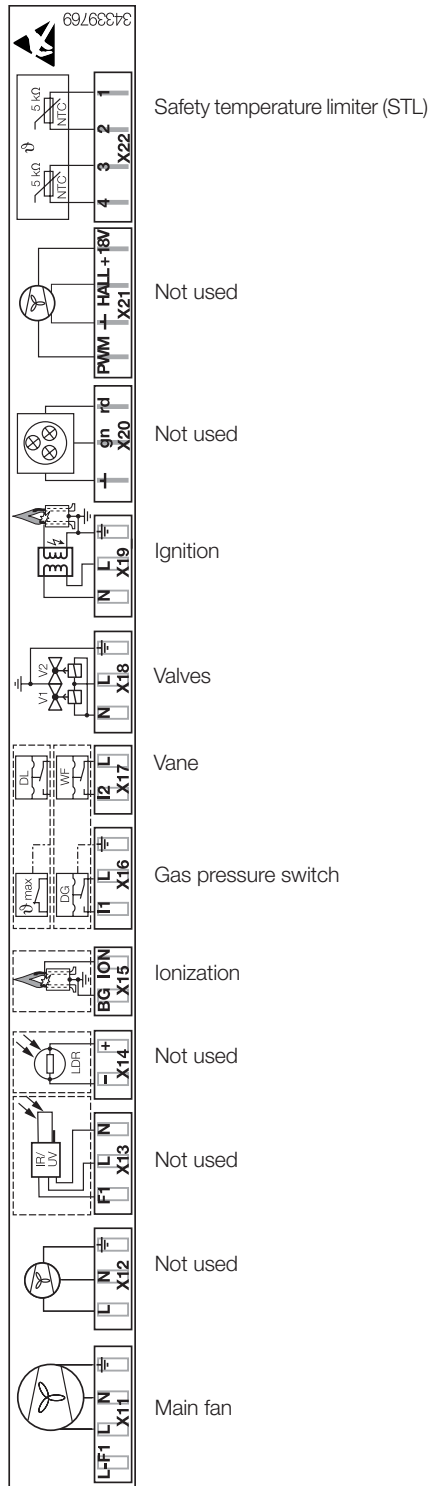 34339769
5 kΩ
NTC
ϑ
5 kΩ
NTC
1
2
3
4
X22
Safety temperature limiter (STL)
+18V
HALL
PWM
X21
Not used
rd
gn
X20
Not used
L
N
X19
Ignition
V2
V1
L
N
X18
Valves
DL
WF
L
I2
X17
Vane
ϑ max
DG
L
I1
X16
Gas pressure switch
ION
BG
X15
Ionization
LDR
+
−
X14
Not used
IR/
UV
N
L
F1
X13
Not used
N
L
X12
Not used
N
L
L-F1
X11
Main fan